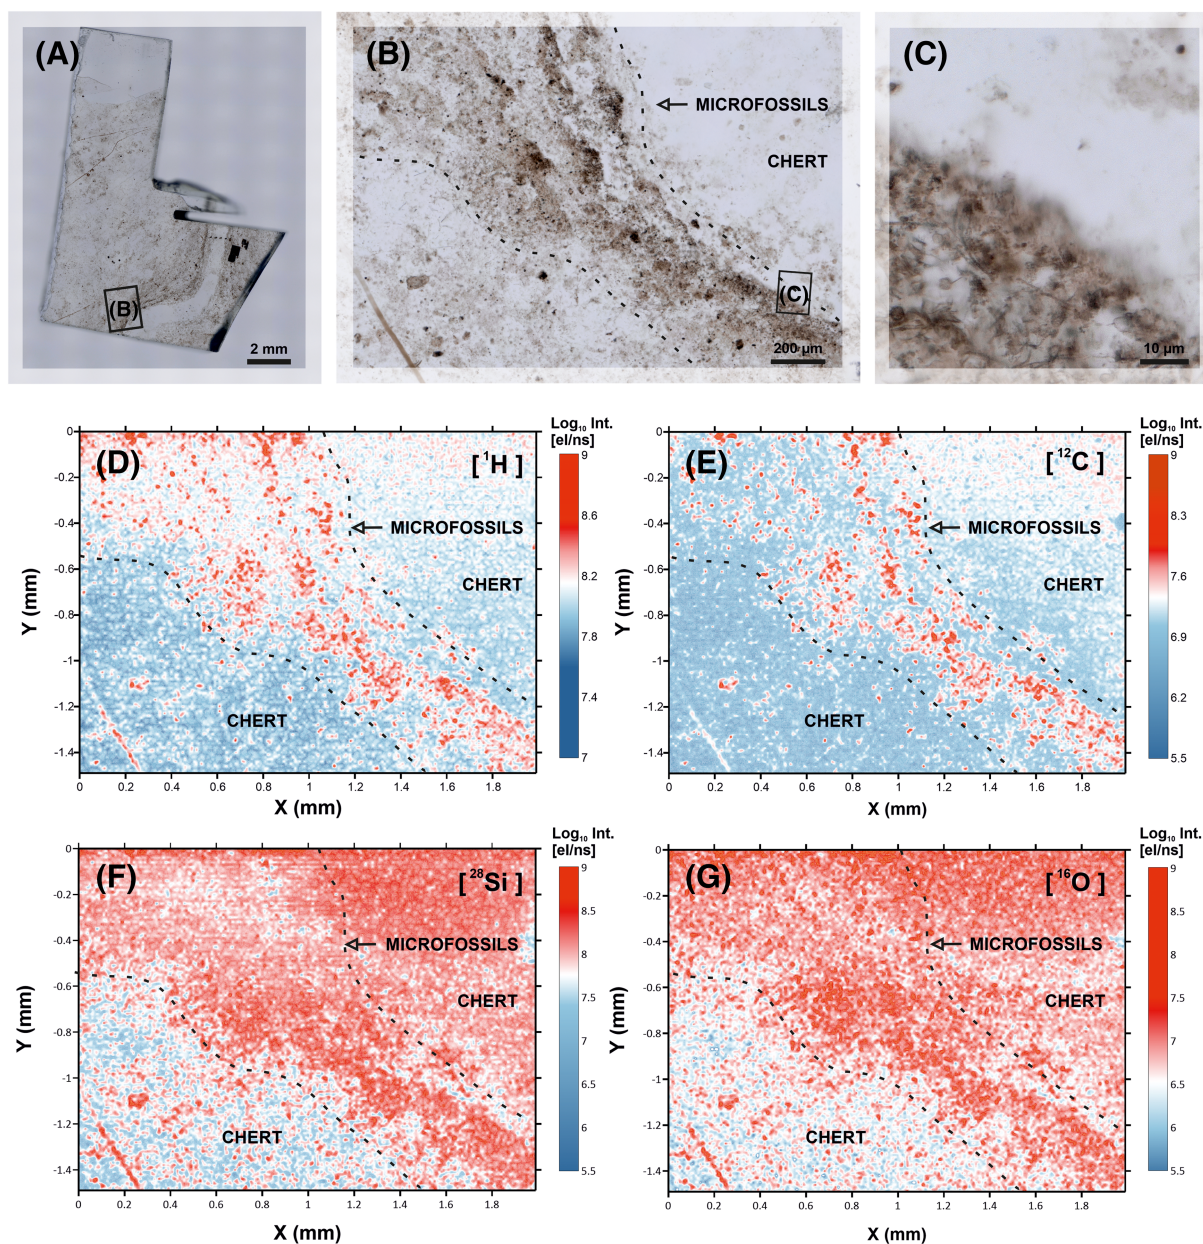 (A)
(B)
2 mm
(B)
MICROFOSSILS
CHERT
(C)
200 µm
(C)
10 µm
(D)
[ ¹H ]
MICROFOSSILS
CHERT
CHERT
0
-0.2
-0.4
-0.6
-0.8
-1
-1.2
-1.4
Y (mm)
0 0.2 0.4 0.6 0.8 1 1.2 1.4 1.6 1.8
X (mm)
Log₁₀ Int.
[el/ns]
9
8.6
8.2
7.8
7.4
7
(E)
[ ¹²C ]
MICROFOSSILS
CHERT
CHERT
0
-0.2
-0.4
-0.6
-0.8
-1
-1.2
-1.4
Y (mm)
0 0.2 0.4 0.6 0.8 1 1.2 1.4 1.6 1.8
X (mm)
Log₁₀ Int.
[el/ns]
9
8.3
7.6
6.9
6.2
5.5
(F)
[ ²⁸Si ]
MICROFOSSILS
CHERT
CHERT
0
-0.2
-0.4
-0.6
-0.8
-1
-1.2
-1.4
Y (mm)
0 0.2 0.4 0.6 0.8 1 1.2 1.4 1.6 1.8
X (mm)
Log₁₀ Int.
[el/ns]
9
8.5
8
7.5
7
6.5
6
5.5
(G)
[ ¹⁶O ]
MICROFOSSILS
CHERT
CHERT
0
-0.2
-0.4
-0.6
-0.8
-1
-1.2
-1.4
Y (mm)
0 0.2 0.4 0.6 0.8 1 1.2 1.4 1.6 1.8
X (mm)
Log₁₀ Int.
[el/ns]
9
8.5
8
7.5
7
6.5
6
5.5